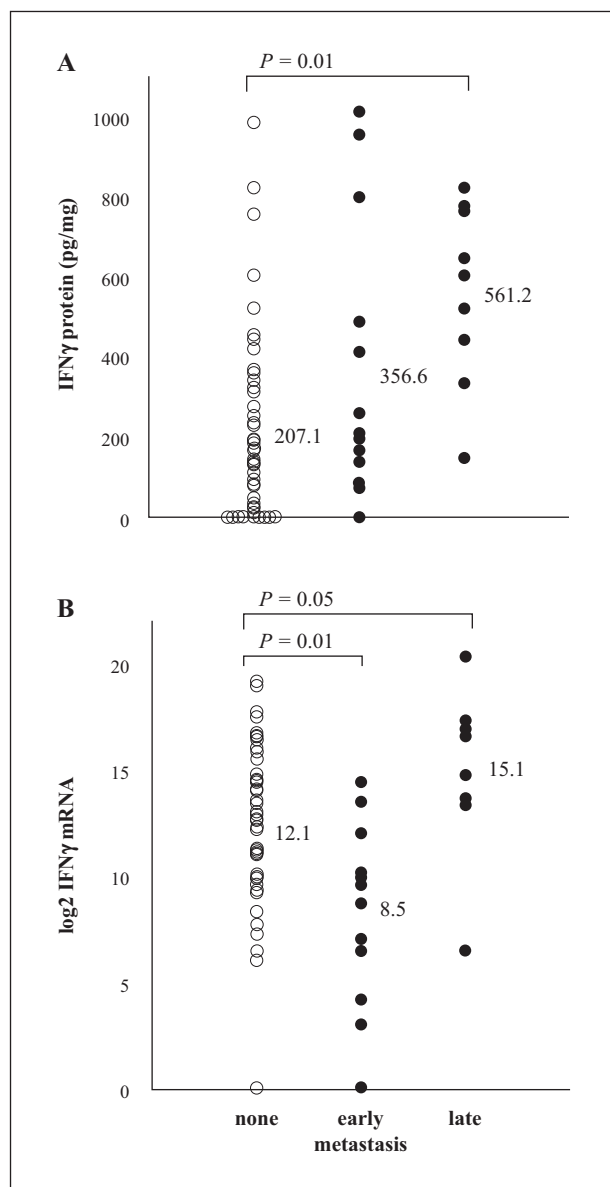 A
P = 0.01
IFNγ protein (pg/mg)
1000
800
600
400
200
0
207.1
356.6
561.2
B
P = 0.05
P = 0.01
log2 IFNγ mRNA
20
15
10
5
0
12.1
8.5
15.1
none early late
metastasis